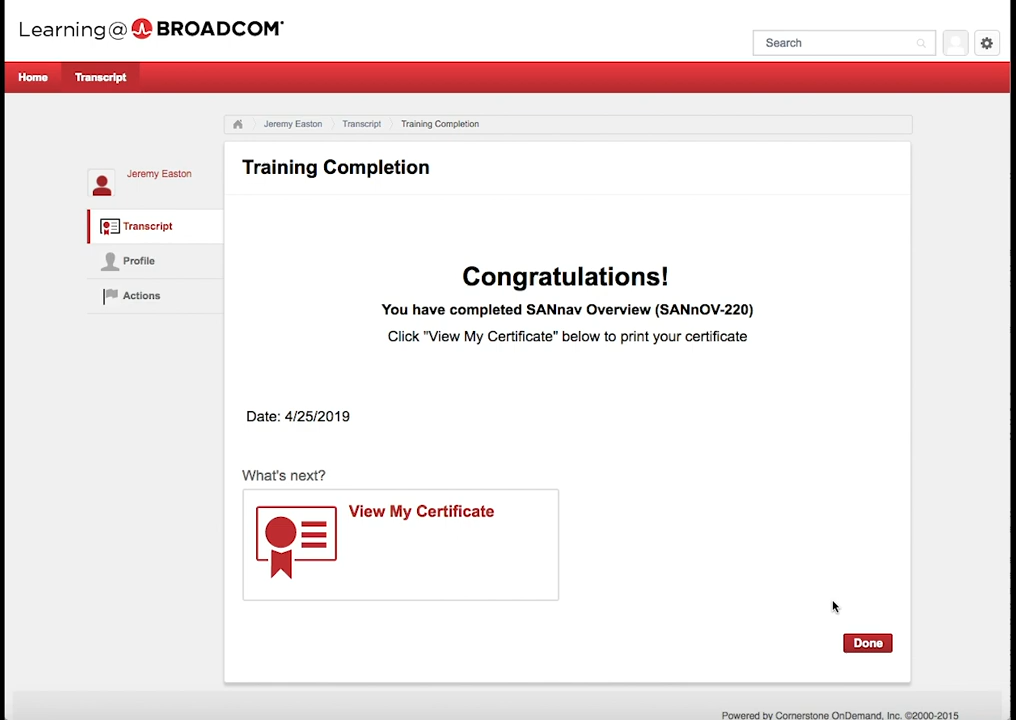 Learning@ BROADCOM
Search
Home Transcript
Jeremy Easton Transcript Training Completion
Training Completion
Jeremy Easton
Transcript
Profile
Actions
Congratulations!
You have completed SANnav Overview (SANnOV-220)
Click "View My Certificate" below to print your certificate
Date: 4/25/2019
What's next?
View My Certificate
Done
Powered by Cornerstone OnDemand, Inc. ©2000-2015